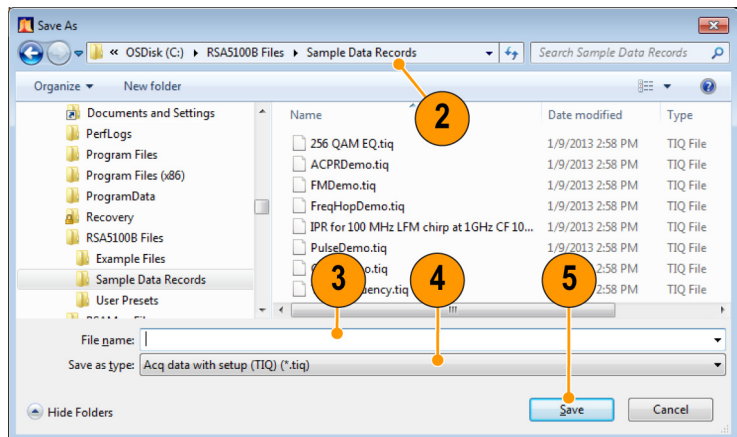 Save As
« OSDisk (C:) ▸ RSA5100B Files ▸ Sample Data Records
Search Sample Data Records
2
Organize ▾ New folder
Documents and Settings
PerfLogs
Program Files
Program Files (x86)
ProgramData
Recovery
RSA5100B Files
Example Files
Sample Data Records
User Presets
Name Date modified Type
256 QAM EQ.tiq 1/9/2013 2:58 PM TIQ File
ACPRDemo.tiq 1/9/2013 2:58 PM TIQ File
FMDemo.tiq 1/9/2013 2:58 PM TIQ File
FreqHopDemo.tiq 1/9/2013 2:58 PM TIQ File
IPR for 100 MHz LFM chirp at 1GHz CF 10... 1/9/2013 2:58 PM TIQ File
PulseDemo.tiq 1/9/2013 2:58 PM TIQ File
2:58 PM TIQ File
2:58 PM TIQ File
3
4
5
File name:
Save as type: Acq data with setup (TIQ) (*.tiq)
Hide Folders
Save
Cancel